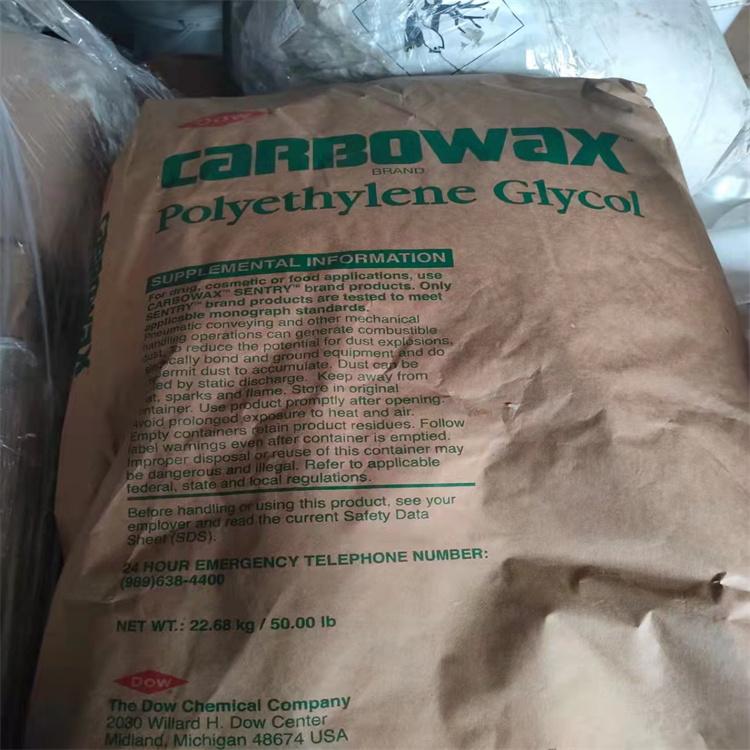 DOW
CARBOWAX™
BRAND
Polyethylene Glycol
SUPPLEMENTAL INFORMATION
For drug, cosmetic or food applications, use
CARBOWAX™ SENTRY™ brand products. Only
SENTRY™ brand products are tested to meet
applicable monograph standards.
Pneumatic conveying and other mechanical
handling operations can generate combustible
dust, to reduce the potential for dust explosions,
cally bond and ground equipment and do
ermit dust to accumulate. Dust can be
ed by static discharge. Keep away from
at, sparks and flame. Store in original
ntainer. Use product promptly after opening.
Avoid prolonged exposure to heat and air.
Empty containers retain product residues. Follow
label warnings even after container is emptied.
Improper disposal or reuse of this container may
be dangerous and illegal. Refer to applicable
federal, state and local regulations.
Before handling or using this product, see your
employer and read the current Safety Data
Sheet (SDS).
24 HOUR EMERGENCY TELEPHONE NUMBER:
(989)638-4400
NET WT.: 22.68 kg / 50.00 lb
DOW
The Dow Chemical Company
2030 Willard H. Dow Center
Midland, Michigan 48674 USA